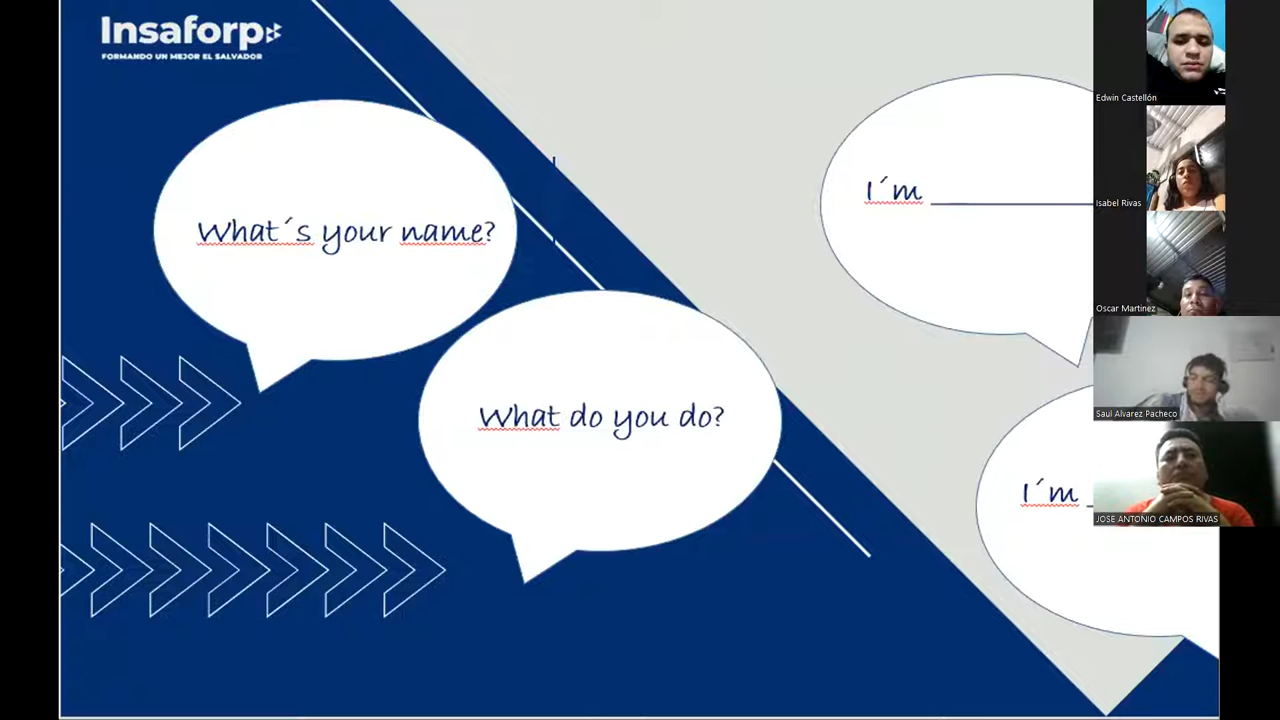 Insaforp
FORMANDO UN MEJOR EL SALVADOR
What´s your name?
What do you do?
I´m ________
I´m _
Edwin Castellón
Isabel Rivas
Oscar Martinez
Saul Alvarez Pacheco
JOSE ANTONIO CAMPOS RIVAS